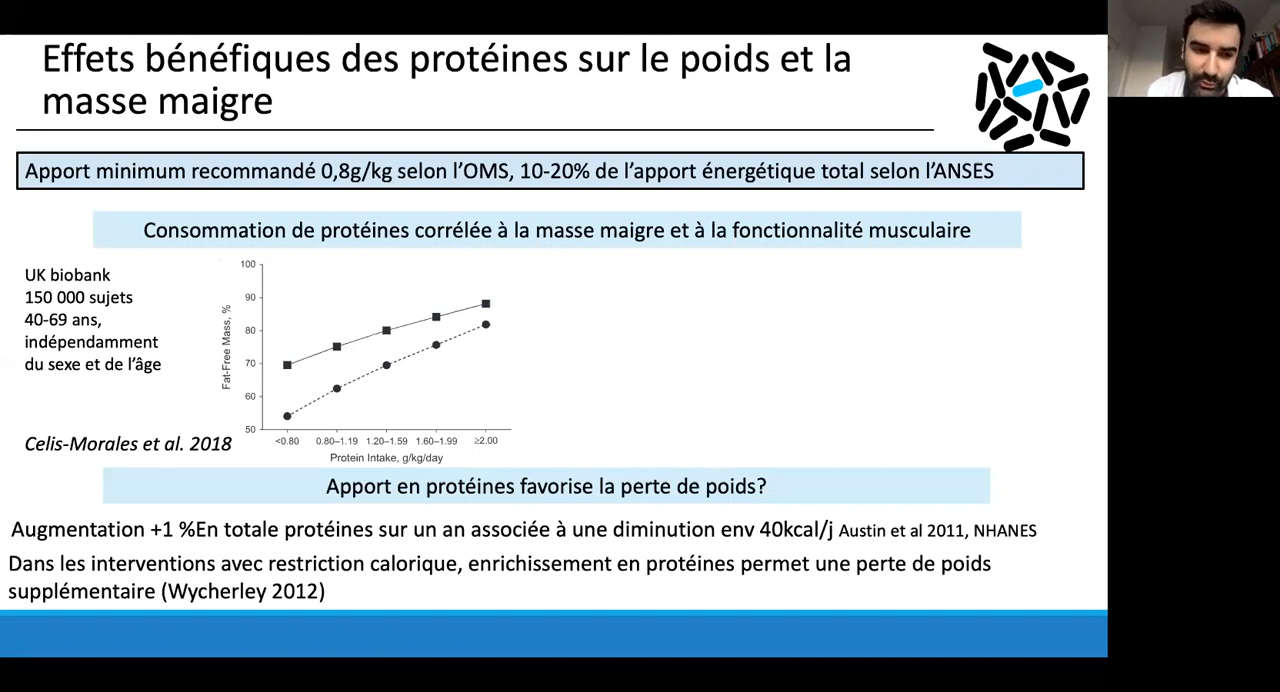 Effets bénéfiques des protéines sur le poids et la
masse maigre
Apport minimum recommandé 0,8g/kg selon l'OMS, 10-20% de l'apport énergétique total selon l'ANSES
Consommation de protéines corrélée à la masse maigre et à la fonctionnalité musculaire
UK biobank
150 000 sujets
40-69 ans,
indépendamment
du sexe et de l'âge
Celis-Morales et al. 2018
Fat-Free Mass, %
100
90
80
70
60
50
<0.80 0.80–1.19 1.20–1.59 1.60–1.99 ≥2.00
Protein Intake, g/kg/day
Apport en protéines favorise la perte de poids?
Augmentation +1 %En totale protéines sur un an associée à une diminution env 40kcal/j Austin et al 2011, NHANES
Dans les interventions avec restriction calorique, enrichissement en protéines permet une perte de poids
supplémentaire (Wycherley 2012)